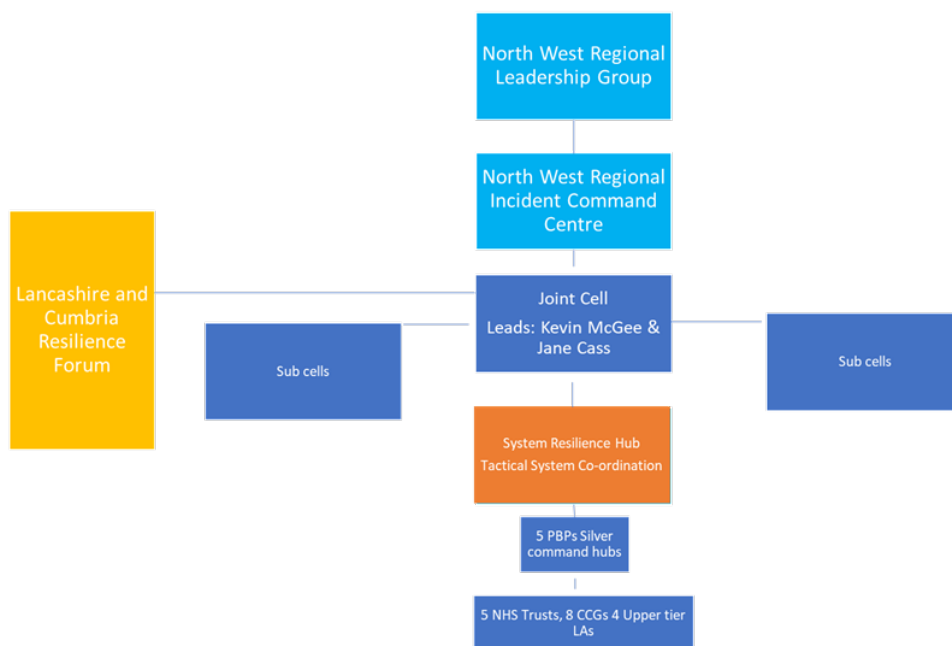 North West Regional
Leadership Group
North West Regional
Incident Command
Centre
Lancashire and
Cumbria
Resilience
Forum
Joint Cell
Leads: Kevin McGee &
Jane Cass
Sub cells
Sub cells
System Resilience Hub
Tactical System Co-ordination
5 PBPs Silver
command hubs
5 NHS Trusts, 8 CCGs 4 Upper tier
LAs